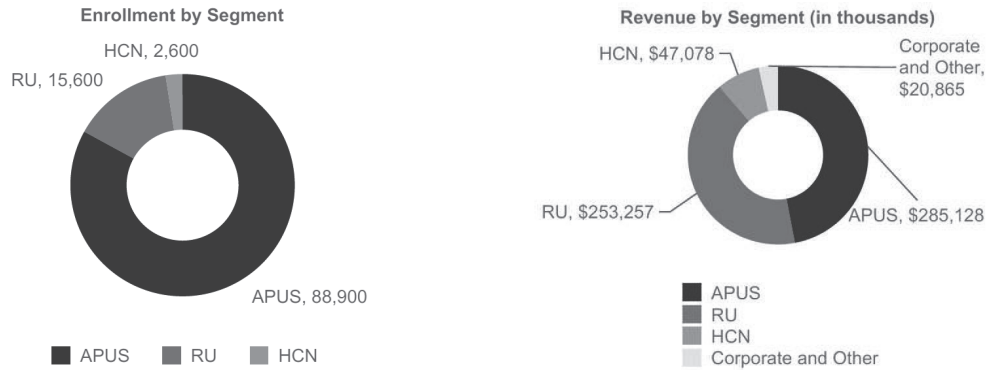 Enrollment by Segment
HCN, 2,600
RU, 15,600
APUS, 88,900
APUS
RU
HCN
Revenue by Segment (in thousands)
HCN, $47,078
Corporate
and Other,
$20,865
RU, $253,257
APUS, $285,128
APUS
RU
HCN
Corporate and Other